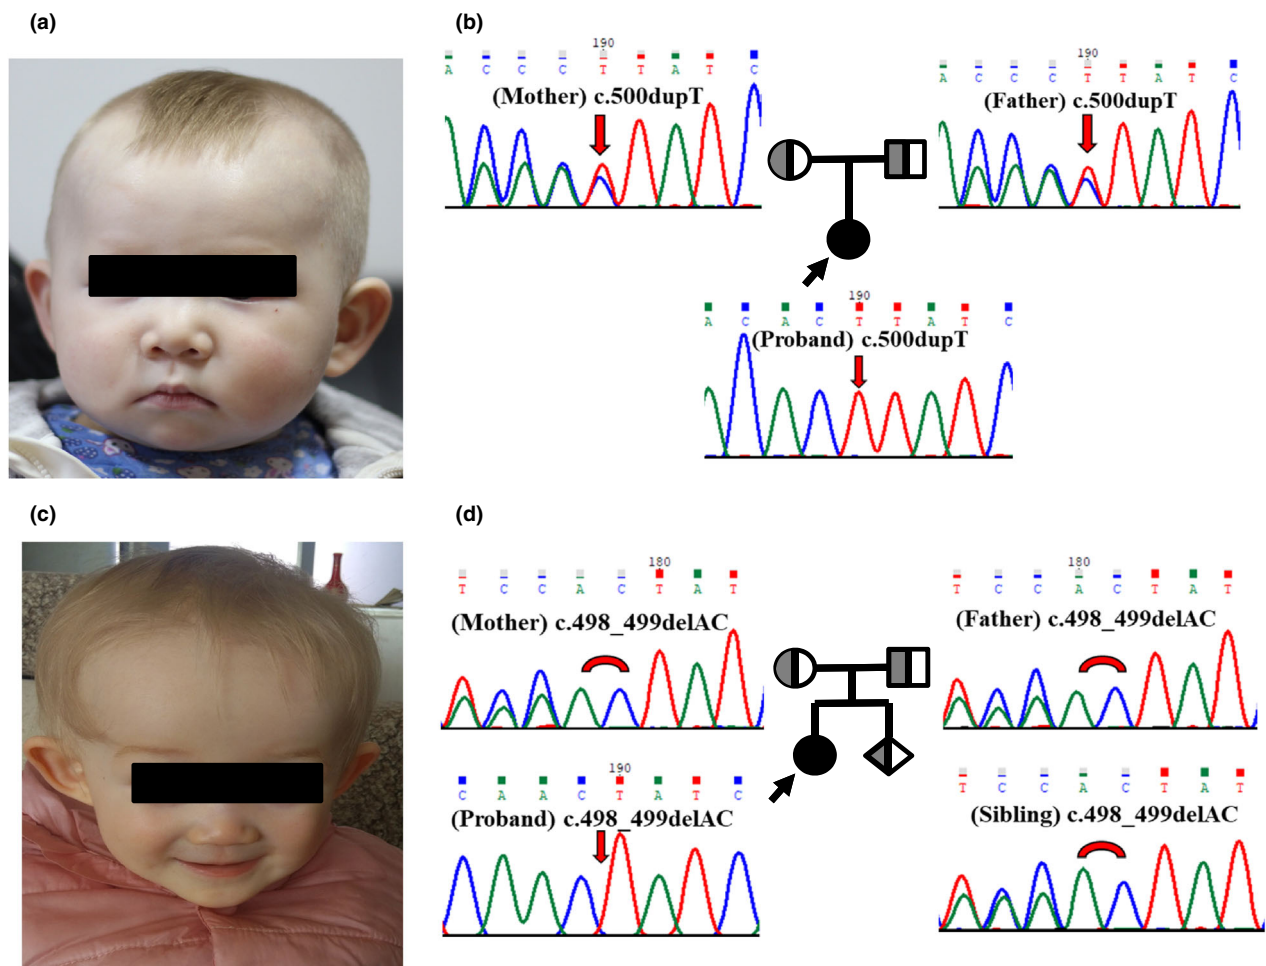 (a)
(b)
190
A C C C T T A T C
(Mother) c.500dupT
190
A C C C T T A T C
(Father) c.500dupT
190
A C A C T T A T C
(Proband) c.500dupT
(c)
(d)
180
T C C A C T A T
(Mother) c.498_499delAC
180
T C C A C T A T
(Father) c.498_499delAC
190
C A A C T A T C
(Proband) c.498_499delAC
T C C A C T A T
(Sibling) c.498_499delAC